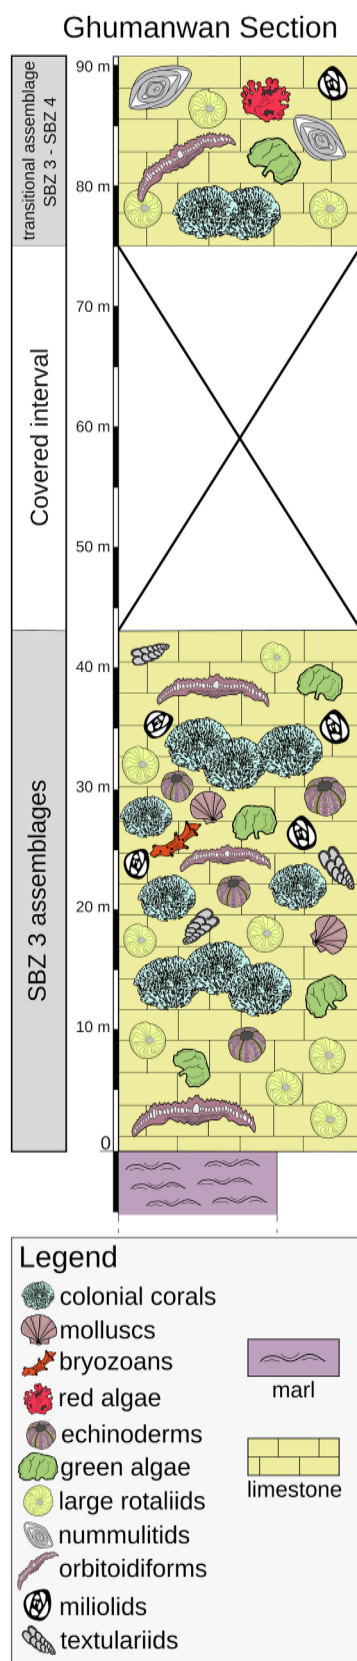 Ghumanwan Section
transitional assemblage
SBZ 3 - SBZ 4
Covered interval
SBZ 3 assemblages
90 m
80 m
70 m
60 m
50 m
40 m
30 m
20 m
10 m
0
Legend
colonial corals
molluscs
bryozoans
red algae
echinoderms
green algae
large rotaliids
nummulitids
orbitoidiforms
miliolids
textulariids
marl
limestone